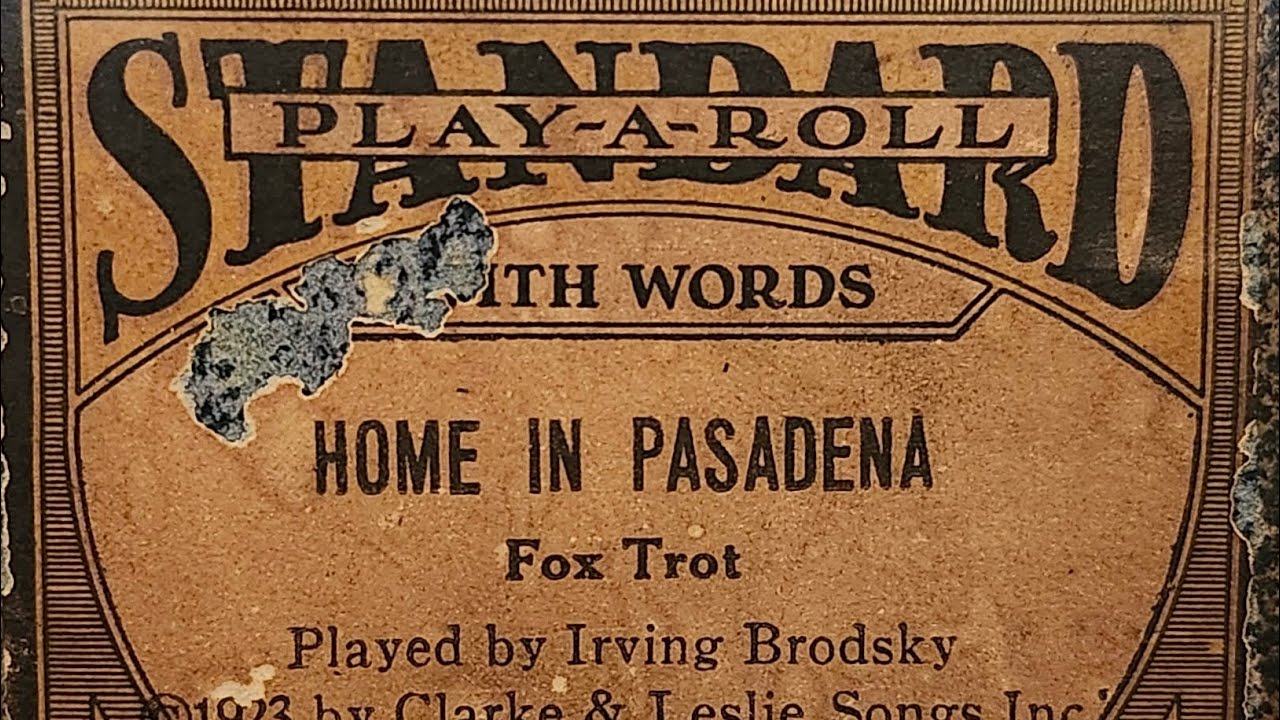 STANDARD
PLAY-A-ROLL
WITH WORDS
HOME IN PASADENA
Fox Trot
Played by Irving Brodsky
©1923 by Clarke & Leslie Songs Inc.